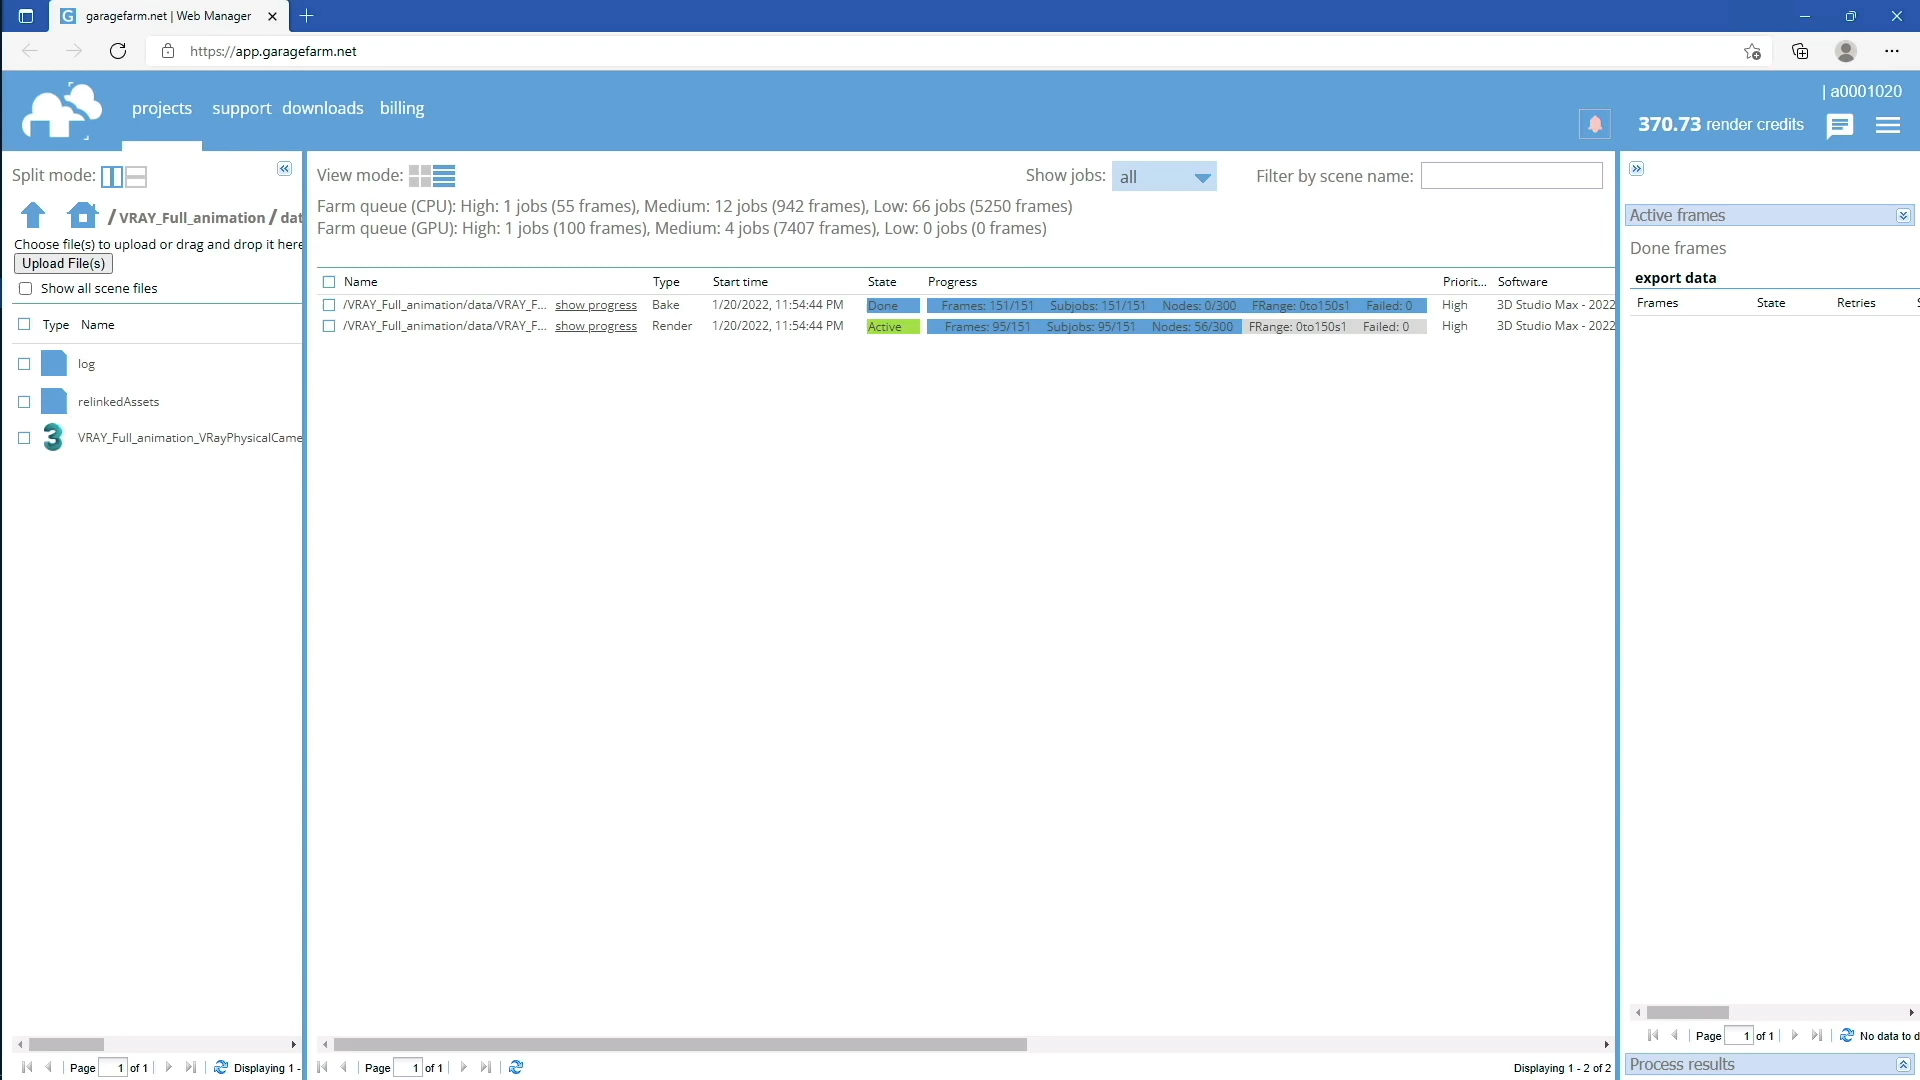 garagefarm.net | Web Manager
https://app.garagefarm.net
projects support downloads billing
| a0001020
370.73 render credits
Split mode:
/ VRAY_Full_animation / dat
Choose file(s) to upload or drag and drop it here
Upload File(s)
Show all scene files
Type Name
log
relinkedAssets
VRAY_Full_animation_VRayPhysicalCame
Page 1 of 1 Displaying 1 -
View mode:
Show jobs: all
Filter by scene name:
Farm queue (CPU): High: 1 jobs (55 frames), Medium: 12 jobs (942 frames), Low: 66 jobs (5250 frames)
Farm queue (GPU): High: 1 jobs (100 frames), Medium: 4 jobs (7407 frames), Low: 0 jobs (0 frames)
Name Type Start time State Progress Priorit... Software
/VRAY_Full_animation/data/VRAY_F... show progress Bake 1/20/2022, 11:54:44 PM Done Frames: 151/151 Subjobs: 151/151 Nodes: 0/300 FRange: 0to150s1 Failed: 0 High 3D Studio Max - 2022
/VRAY_Full_animation/data/VRAY_F... show progress Render 1/20/2022, 11:54:44 PM Active Frames: 95/151 Subjobs: 95/151 Nodes: 56/300 FRange: 0to150s1 Failed: 0 High 3D Studio Max - 2022
Page 1 of 1
Displaying 1 - 2 of 2
Active frames
Done frames
export data
Frames State Retries
Page 1 of 1 No data to d
Process results